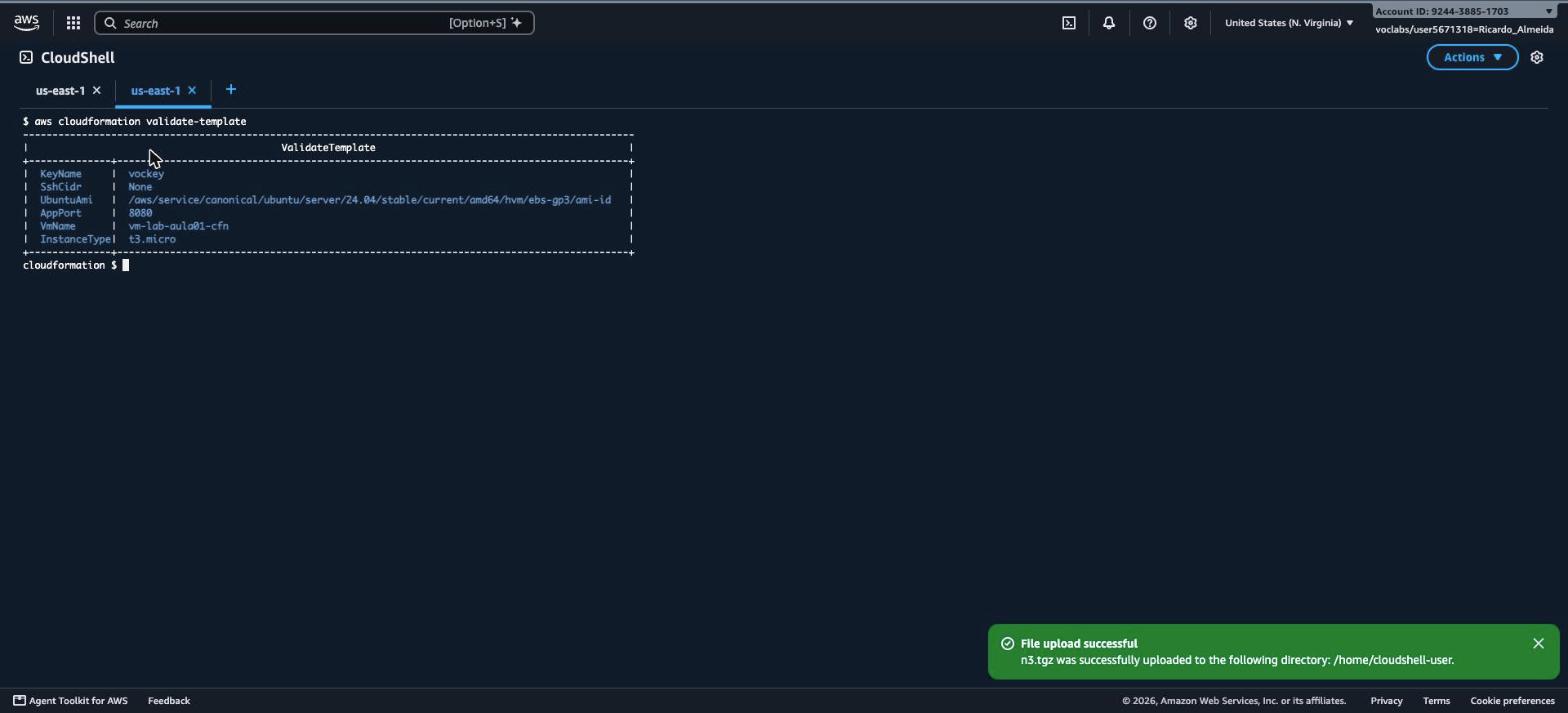 aws
Search [Option+S]
United States (N. Virginia)
Account ID: 9244-3885-1703
voclabs/user5671318=Ricardo_Almeida
CloudShell
Actions
us-east-1
us-east-1
+
$ aws cloudformation validate-template
ValidateTemplate
KeyName | vockey
SshCidr | None
UbuntuAmi | /aws/service/canonical/ubuntu/server/24.04/stable/current/amd64/hvm/ebs-gp3/ami-id
AppPort | 8080
VmName | vm-lab-aula01-cfn
InstanceType| t3.micro
cloudformation $
File upload successful
n3.tgz was successfully uploaded to the following directory: /home/cloudshell-user.
Agent Toolkit for AWS Feedback
© 2026, Amazon Web Services, Inc. or its affiliates. Privacy Terms Cookie preferences